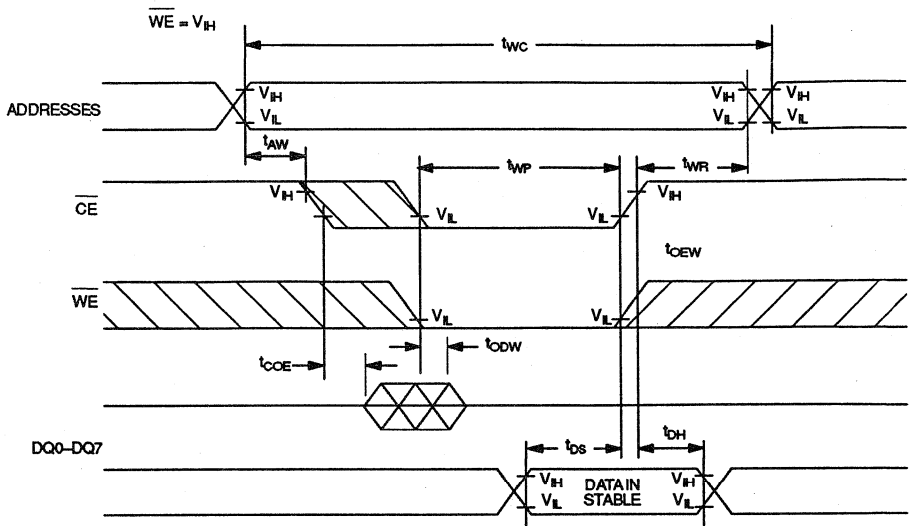 WE = VIH
tWC
ADDRESSES
VIH
VIL
VIH
VIL
VIH
VIL
tAW
tWP
tWR
CE
VIH
VIL
VIL
VIH
tOEW
WE
VIL
VIL
tCOE
tODW
DQ0–DQ7
tDS
tDH
VIH
VIL
DATA IN
STABLE
VIH
VIL